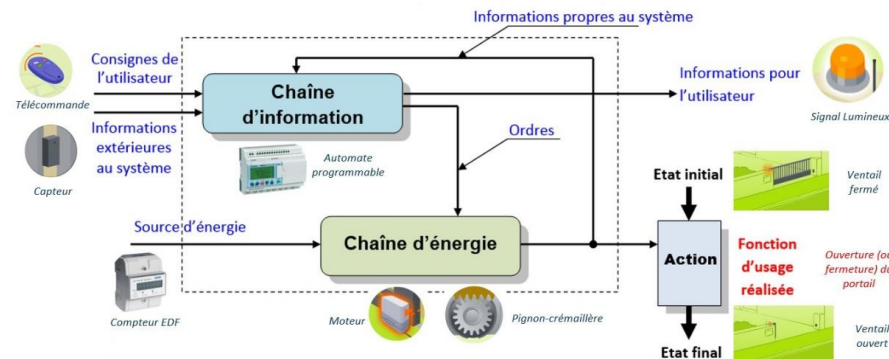 Informations propres au système
Consignes de
l'utilisateur
Télécommande
Chaîne
d'information
Informations pour
l'utilisateur
Signal Lumineux
Informations
extérieures
au système
Capteur
Automate
programmable
Ordres
Etat initial
Ventail
fermé
Source d'énergie
Chaîne d'énergie
Action
Fonction
d'usage
réalisée
Ouverture (ou
fermeture) du
portail
Compteur EDF
Moteur
Pignon-crémaillère
Ventail
ouvert
Etat final